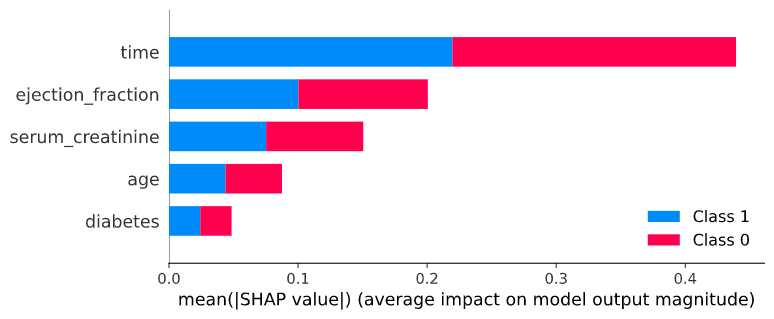 time
ejection_fraction
serum_creatinine
age
diabetes
Class 1
Class 0
0.0 0.1 0.2 0.3 0.4
mean(|SHAP value|) (average impact on model output magnitude)